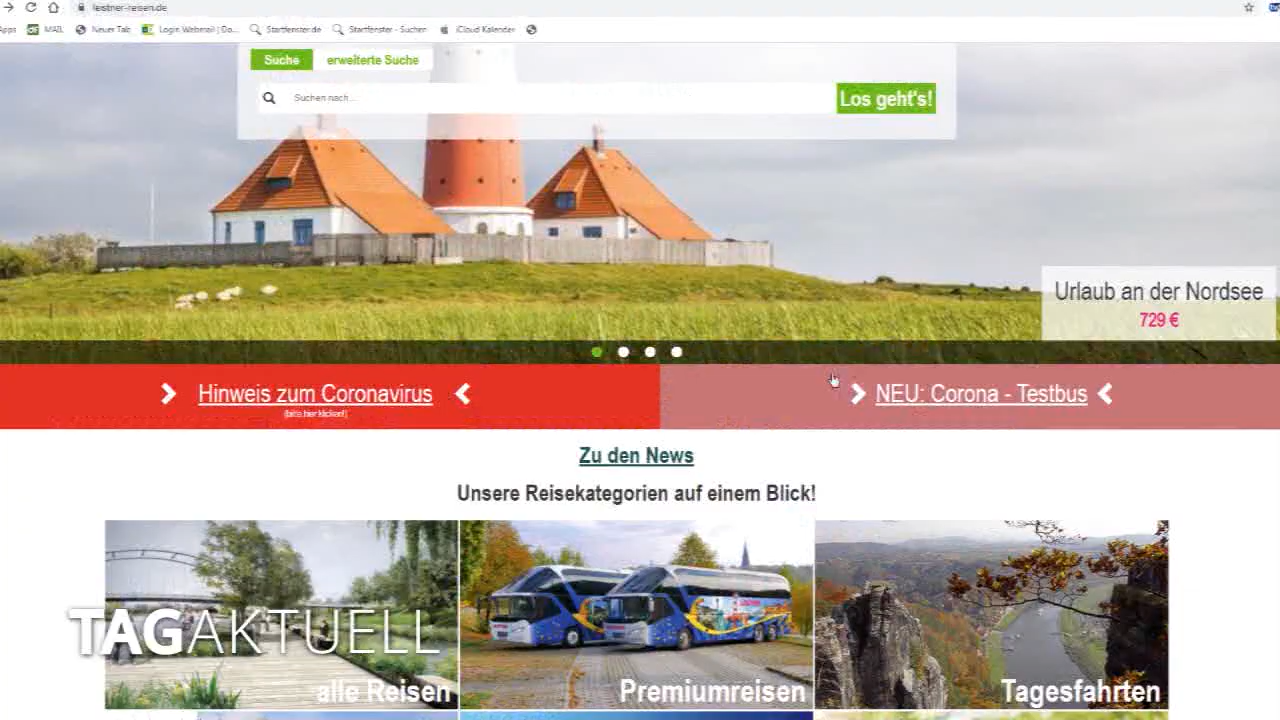 leistner-reisen.de
Apps MAIL Neuer Tab Login Webmail | Do... Startfenster.de Startfenster - Suchen iCloud Kalender
Suche erweiterte Suche
Suchen nach...
Los geht's!
Urlaub an der Nordsee
729 €
Hinweis zum Coronavirus
(bitte hier klicken!)
NEU: Corona - Testbus
Zu den News
Unsere Reisekategorien auf einem Blick!
TAGAKTUELL
alle Reisen
Premiumreisen
Tagesfahrten